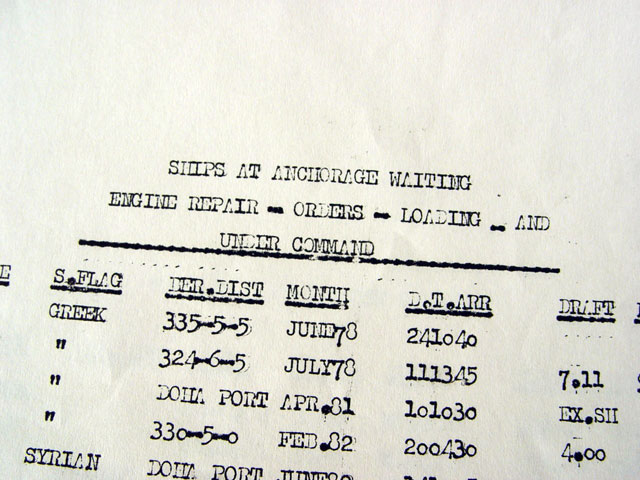 SHIPS AT ANCHORAGE WAITING
ENGINE REPAIR - ORDERS - LOADING - AND
UNDER COMMAND
E S.FLAG BER.DIST MONTH D.T.ARR DRAFT
GREEK 335-5-5 JUNE78 241040
" 324-6-5 JULY78 111345 7.11
" DOHA PORT APR.81 101030 EX.SH
" 330-5-0 FEB.82 200430 4.00
SYRIAN DOHA PORT